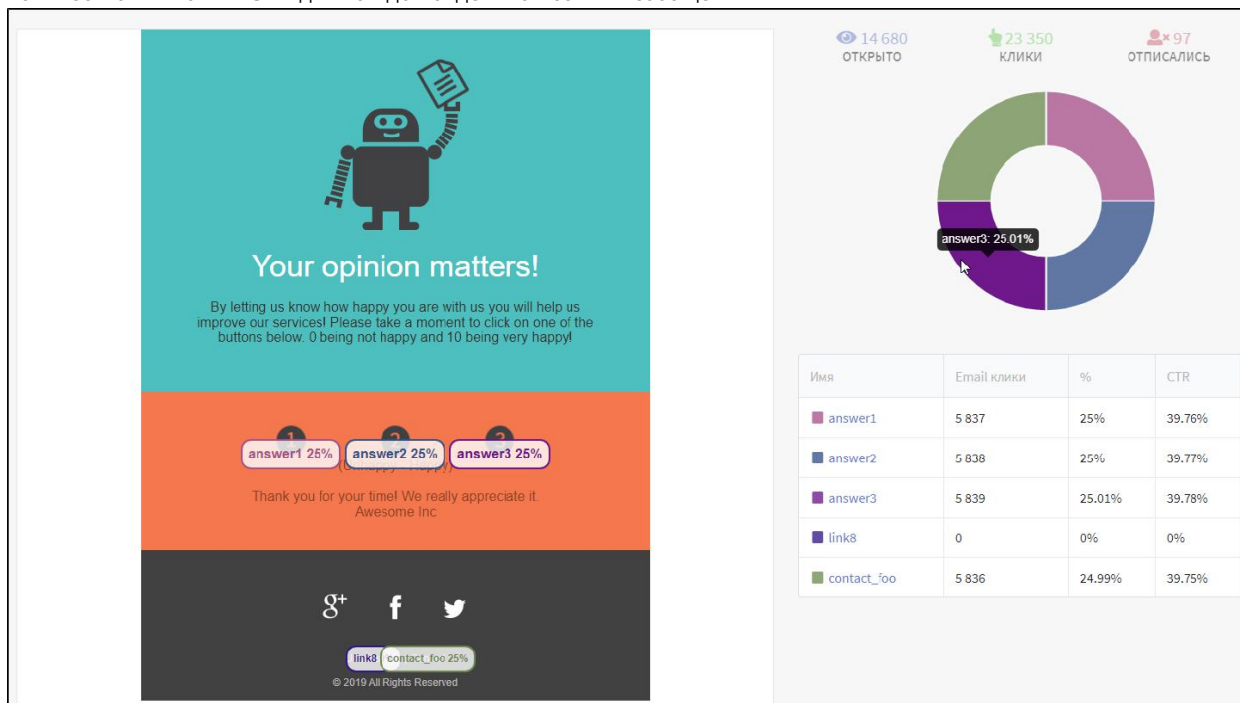 14 680
ОТКРЫТО
23 350
КЛИКИ
97
ОТПИСАЛИСЬ
answer3: 25.01%
Your opinion matters!
By letting us know how happy you are with us you will help us
improve our services! Please take a moment to click on one of the
buttons below. 0 being not happy and 10 being very happy!
1 2 3
answer1 25% answer2 25% answer3 25%
Thank you for your time! We really appreciate it.
Awesome Inc
g+ f
link8 contact_foo 25%
© 2019 All Rights Reserved
Имя Email клики % CTR
answer1 5 837 25% 39.76%
answer2 5 838 25% 39.77%
answer3 5 839 25.01% 39.78%
link8 0 0% 0%
contact_foo 5 836 24.99% 39.75%